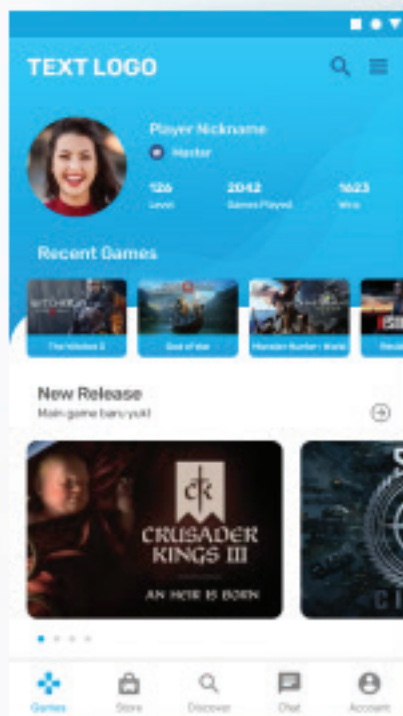 TEXT LOGO
Player Nickname
Master
126 2042 1623
Level Games Played Wins
Recent Games
The Witcher 3 God of War Monster Hunter: World
New Release
Main game baru yuk!
CRUSADER
KINGS III
AN HEIR IS BORN
Games Store Discover Chat Account